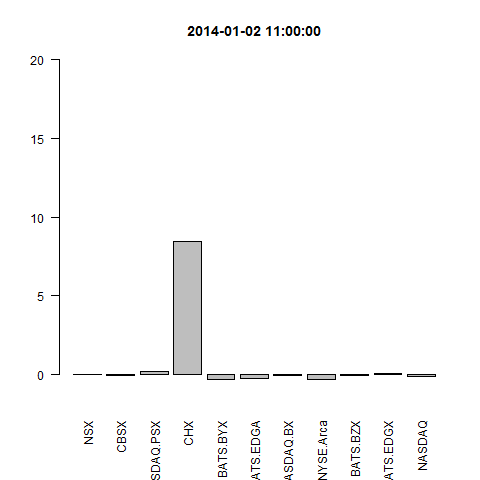 2014-01-02 11:00:00
20
15
10
5
0
NSX
CBSX
SDAQ.PSX
CHX
BATS.BYX
ATS.EDGA
ASDAQ.BX
NYSE.Arca
BATS.BZX
ATS.EDGX
NASDAQ